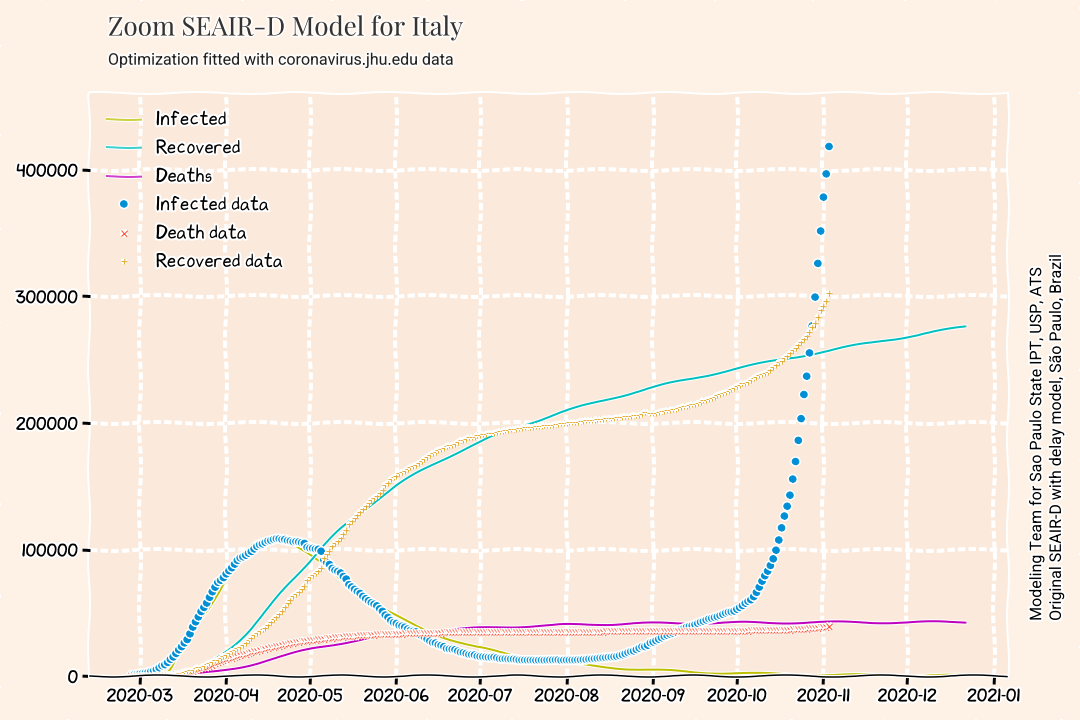 Zoom SEAIR-D Model for Italy
Optimization fitted with coronavirus.jhu.edu data
Infected
Recovered
Deaths
Infected data
Death data
Recovered data
400000
300000
200000
100000
0
2020-03 2020-04 2020-05 2020-06 2020-07 2020-08 2020-09 2020-10 2020-11 2020-12 2021-01
Modeling Team for Sao Paulo State IPT, USP, ATS
Original SEAIR-D with delay model, São Paulo, Brazil